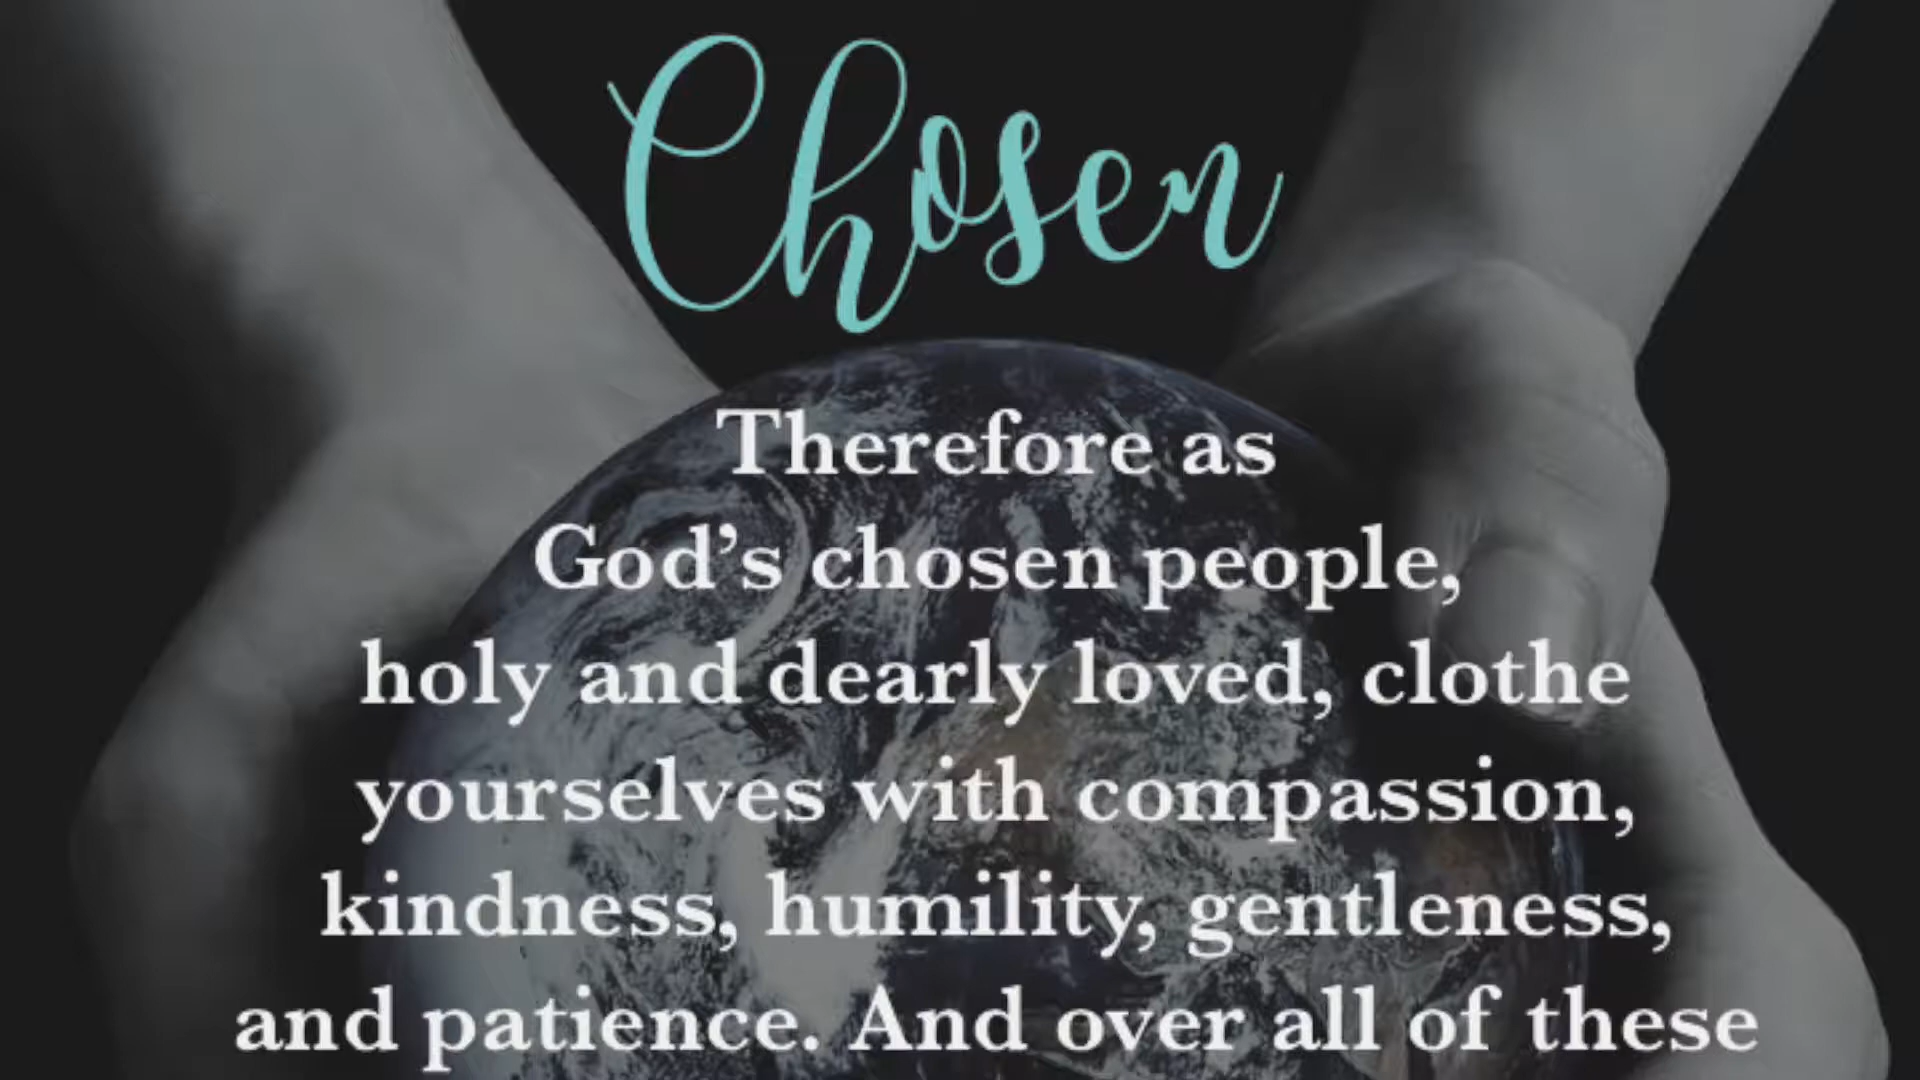 Chosen
Therefore as
God’s chosen people,
holy and dearly loved, clothe
yourselves with compassion,
kindness, humility, gentleness,
and patience. And over all of these